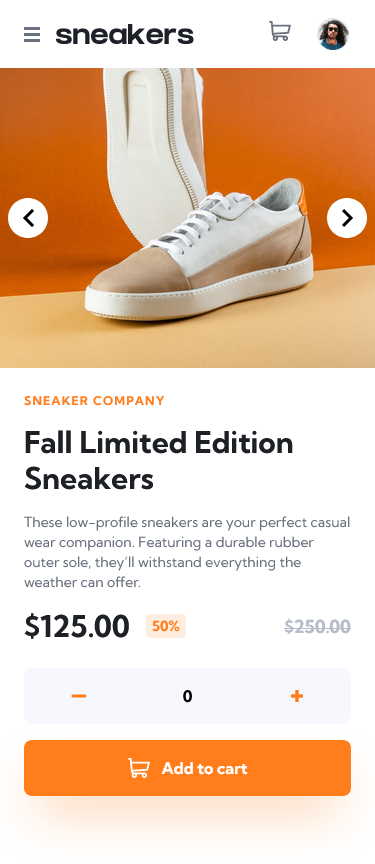 sneakers
SNEAKER COMPANY
Fall Limited Edition
Sneakers
These low-profile sneakers are your perfect casual
wear companion. Featuring a durable rubber
outer sole, they’ll withstand everything the
weather can offer.
$125.00 50% $250.00
0
Add to cart